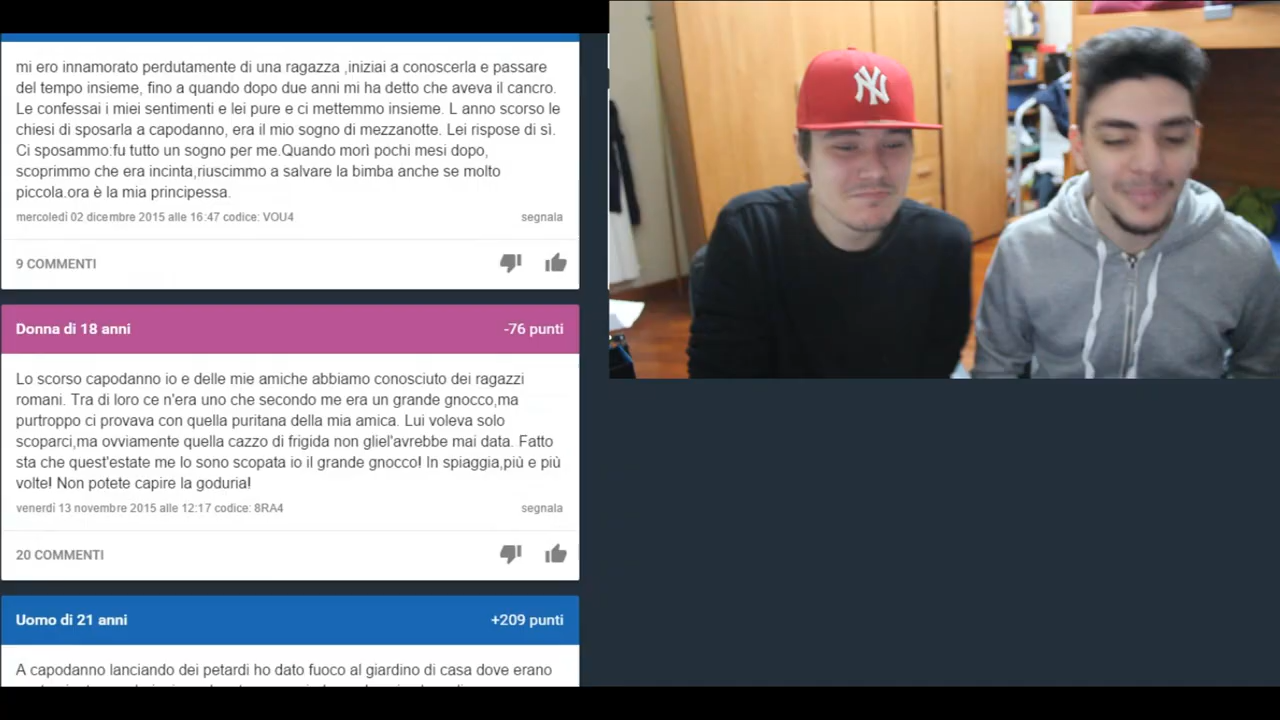 mi ero innamorato perdutamente di una ragazza ,iniziai a conoscerla e passare
del tempo insieme, fino a quando dopo due anni mi ha detto che aveva il cancro.
Le confessai i miei sentimenti e lei pure e ci mettemmo insieme. L anno scorso le
chiesi di sposarla a capodanno, era il mio sogno di mezzanotte. Lei rispose di sì.
Ci sposammo:fu tutto un sogno per me.Quando morì pochi mesi dopo,
scoprimmo che era incinta,riuscimmo a salvare la bimba anche se molto
piccola.ora è la mia principessa.
mercoledì 02 dicembre 2015 alle 16:47 codice: VOU4 segnala
9 COMMENTI
Donna di 18 anni -76 punti
Lo scorso capodanno io e delle mie amiche abbiamo conosciuto dei ragazzi
romani. Tra di loro ce n'era uno che secondo me era un grande gnocco,ma
purtroppo ci provava con quella puritana della mia amica. Lui voleva solo
scoparci,ma ovviamente quella cazzo di frigida non gliel'avrebbe mai data. Fatto
sta che quest'estate me lo sono scopata io il grande gnocco! In spiaggia,più e più
volte! Non potete capire la goduria!
venerdì 13 novembre 2015 alle 12:17 codice: 8RA4 segnala
20 COMMENTI
Uomo di 21 anni +209 punti
A capodanno lanciando dei petardi ho dato fuoco al giardino di casa dove erano
NY